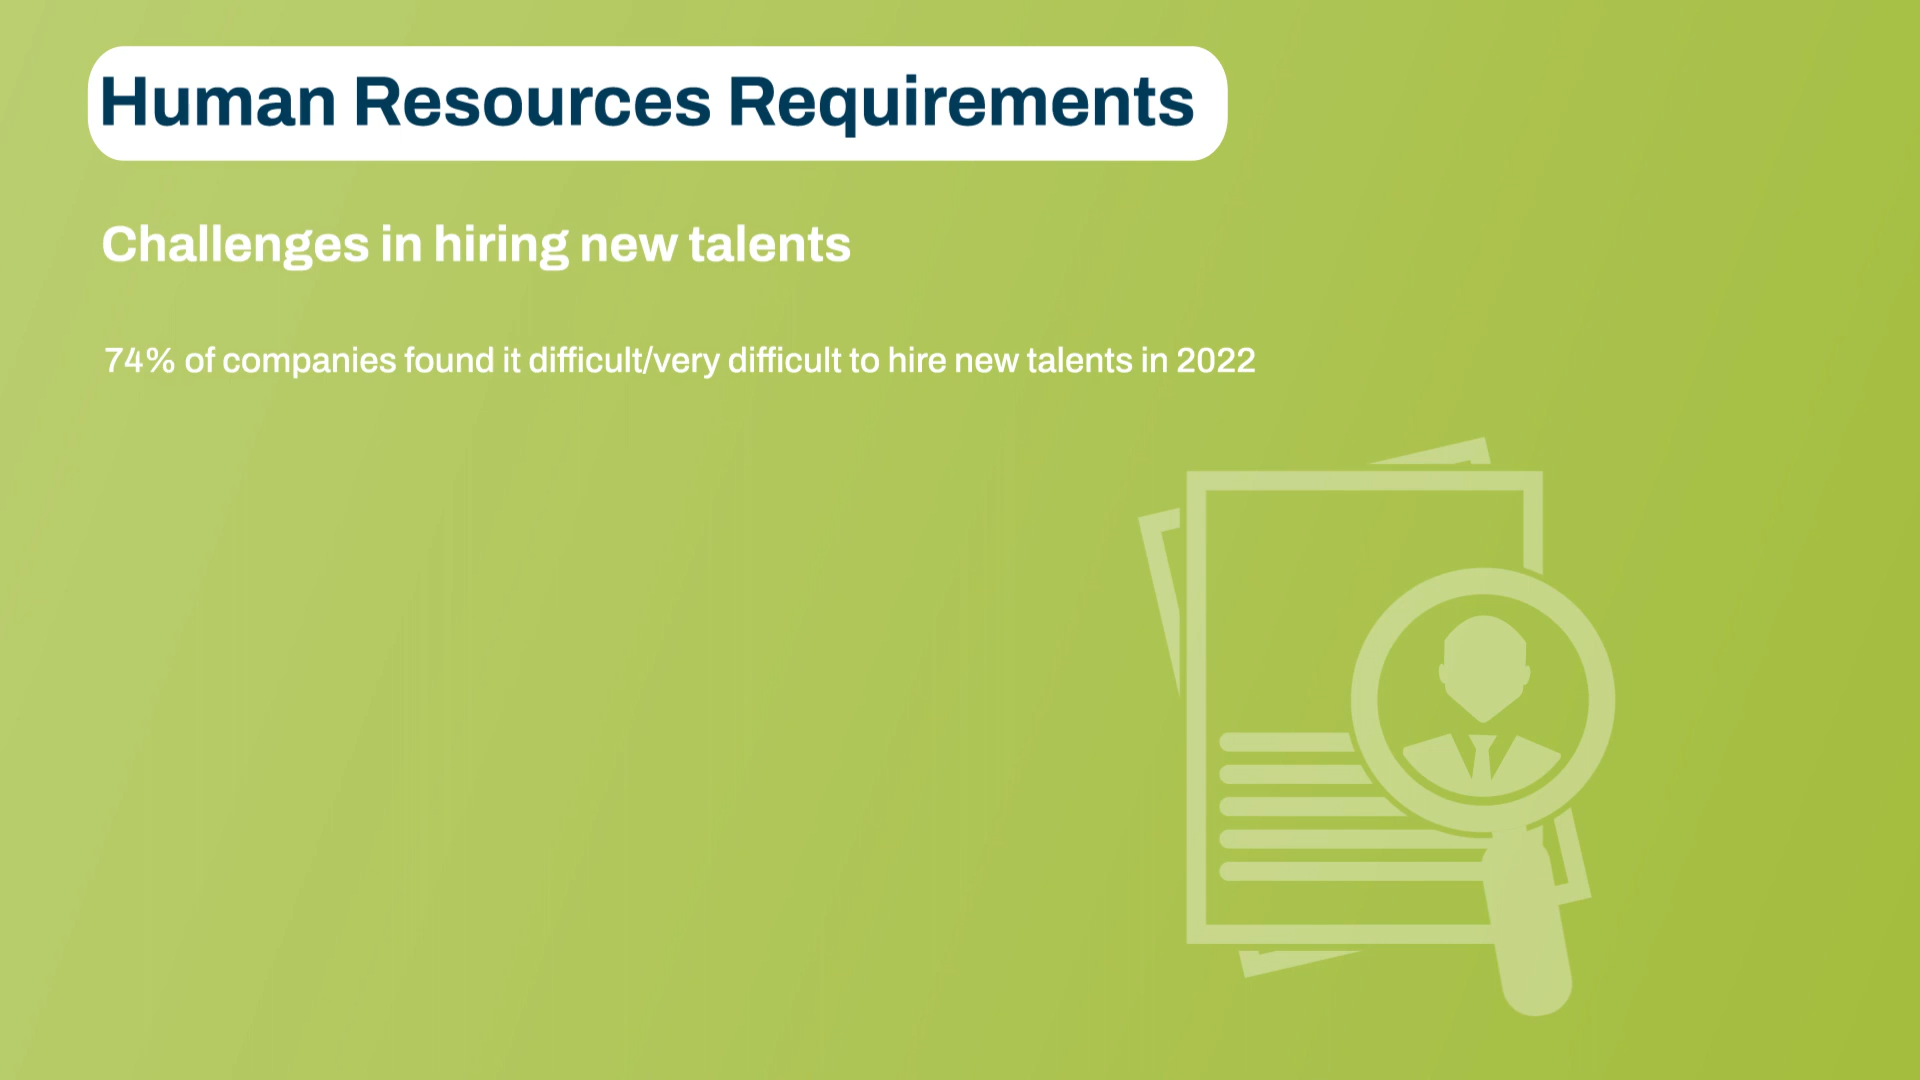 Human Resources Requirements
Challenges in hiring new talents
74% of companies found it difficult/very difficult to hire new talents in 2022